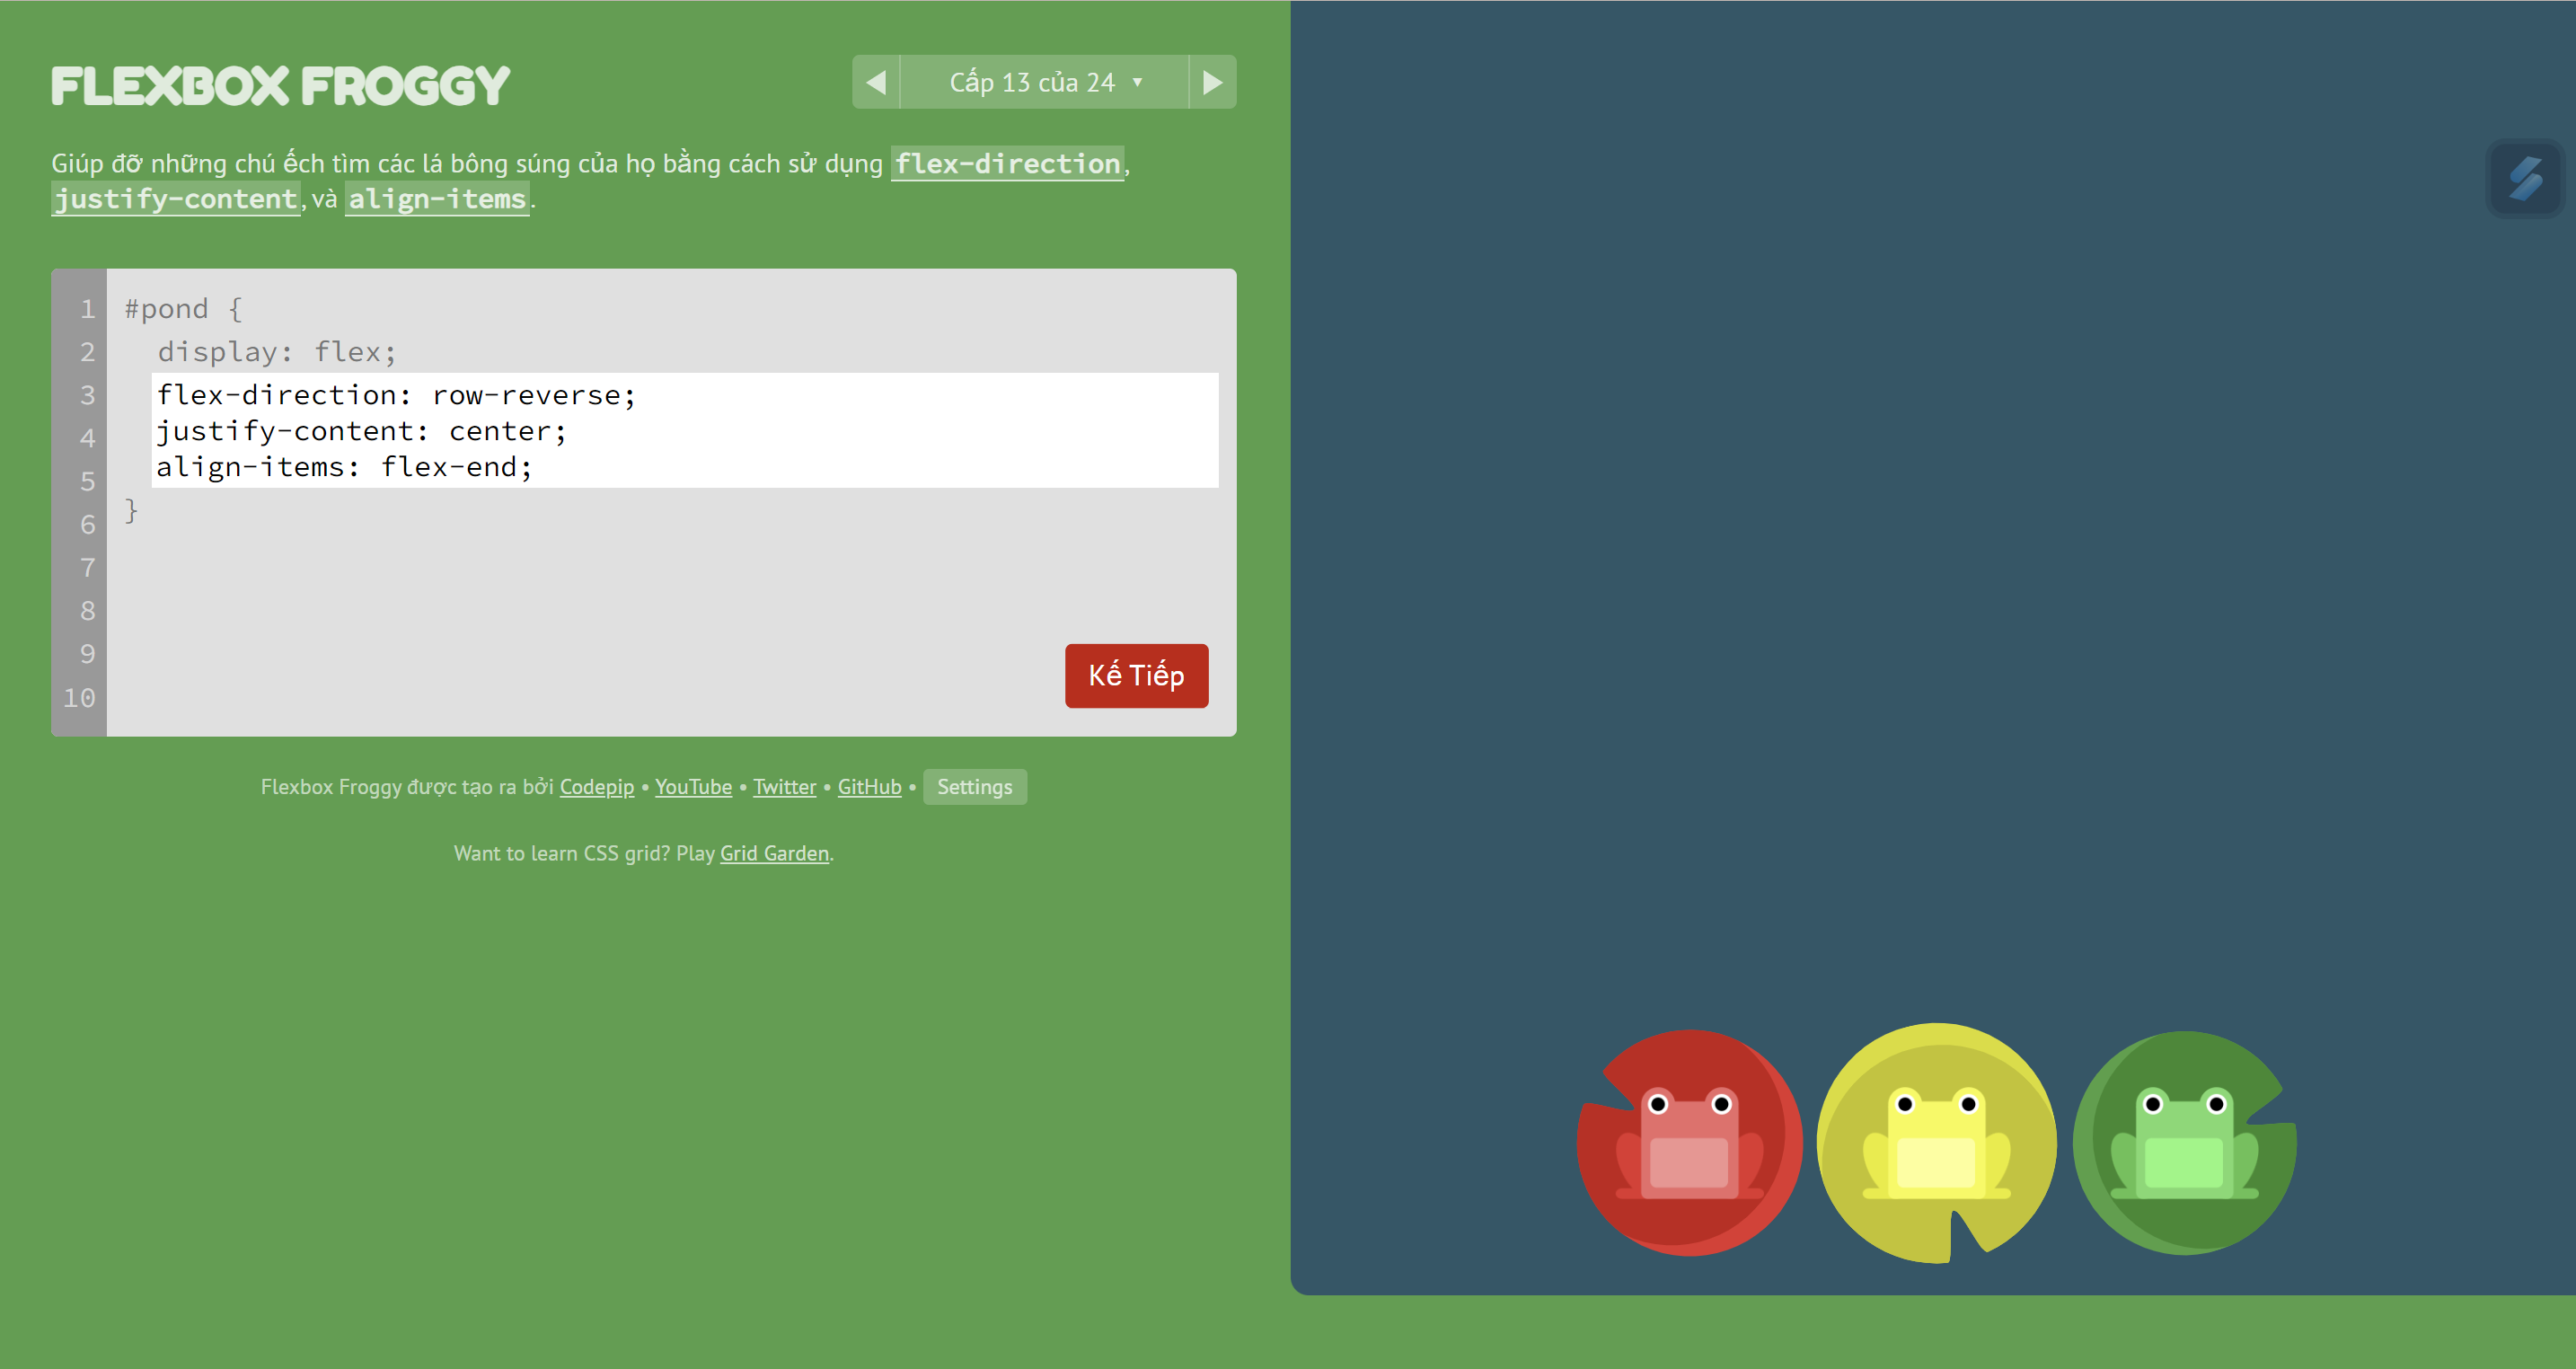 FLEXBOX FROGGY
◀ Cấp 13 của 24 ▼ ▶
Giúp đỡ những chú ếch tìm các lá bông súng của họ bằng cách sử dụng flex-direction,
justify-content, và align-items.
1 #pond {
2 display: flex;
3 flex-direction: row-reverse;
4 justify-content: center;
5 align-items: flex-end;
6 }
7
8
9
10
Kế Tiếp
Flexbox Froggy được tạo ra bởi Codepip • YouTube • Twitter • GitHub • Settings
Want to learn CSS grid? Play Grid Garden.